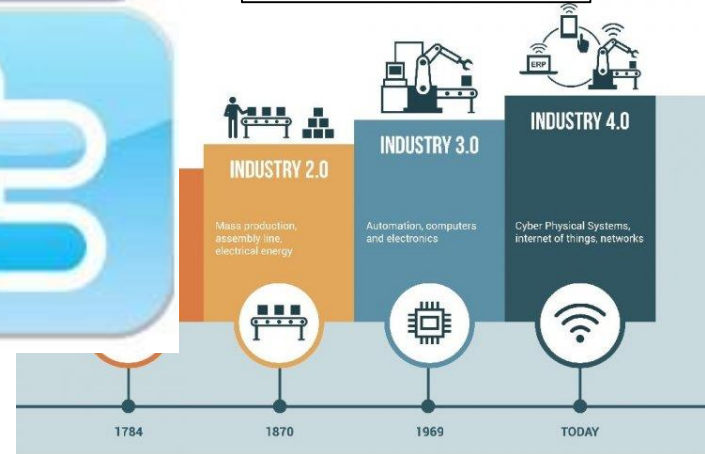 ERP
INDUSTRY 2.0
Mass production,
assembly line,
electrical energy
INDUSTRY 3.0
Automation, computers
and electronics
INDUSTRY 4.0
Cyber Physical Systems,
internet of things, networks
1784
1870
1969
TODAY